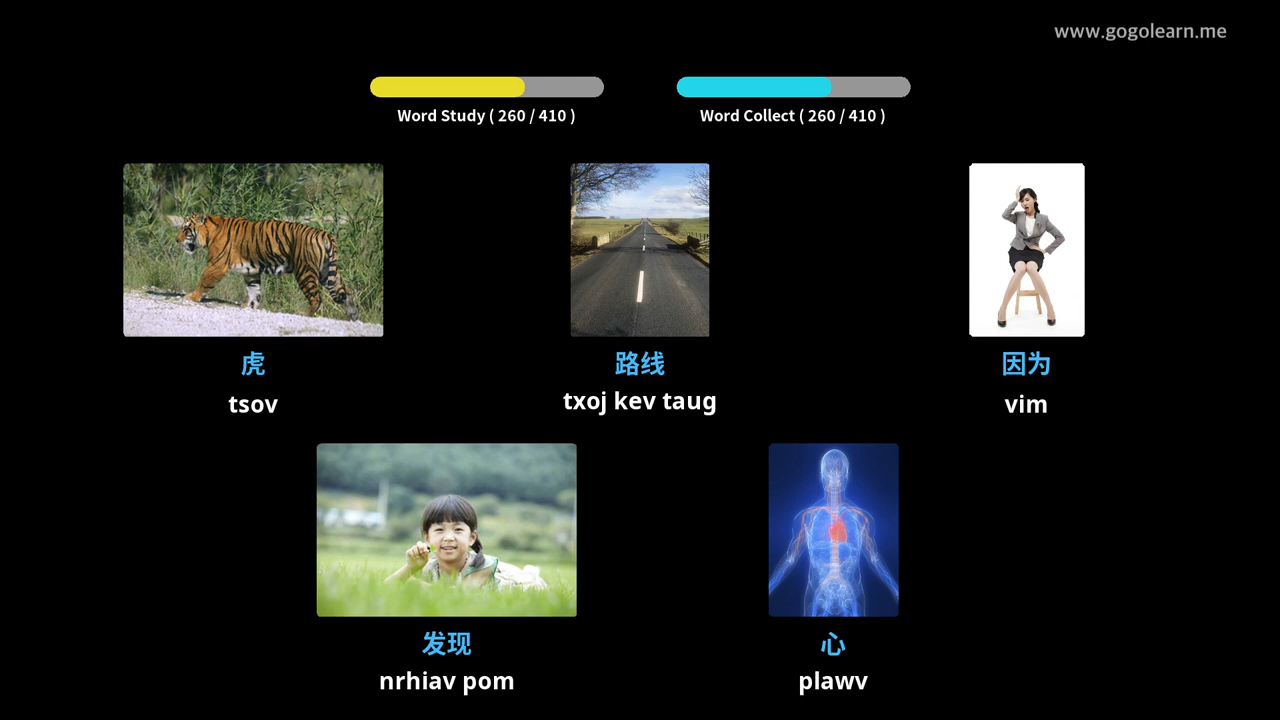 www.gogolearn.me
Word Study ( 260 / 410 )
Word Collect ( 260 / 410 )
虎
tsov
路线
txoj kev taug
因为
vim
发现
nrhiav pom
心
plawv